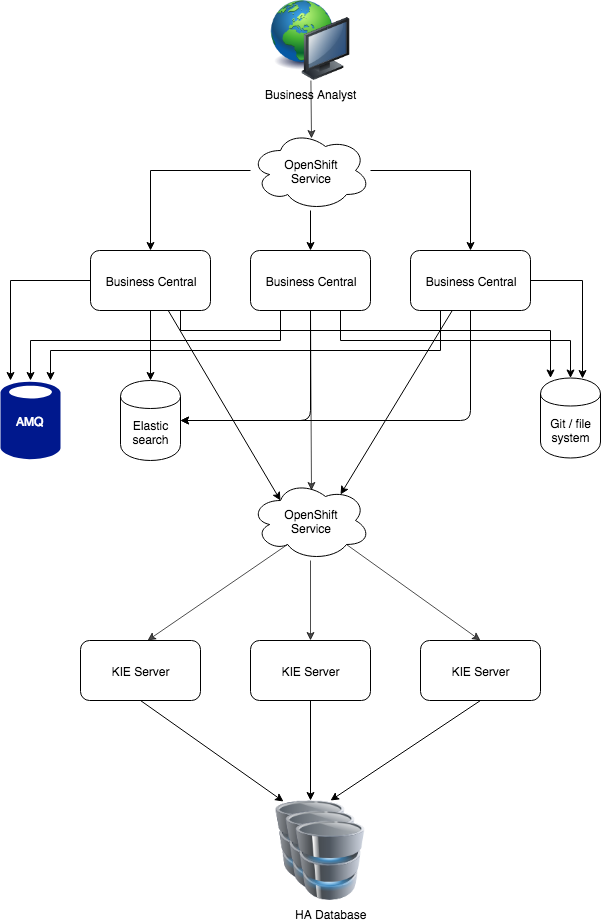 Business Analyst
OpenShift
Service
Business Central
Business Central
Business Central
AMQ
Elastic
search
Git / file
system
OpenShift
Service
KIE Server
KIE Server
KIE Server
HA Database